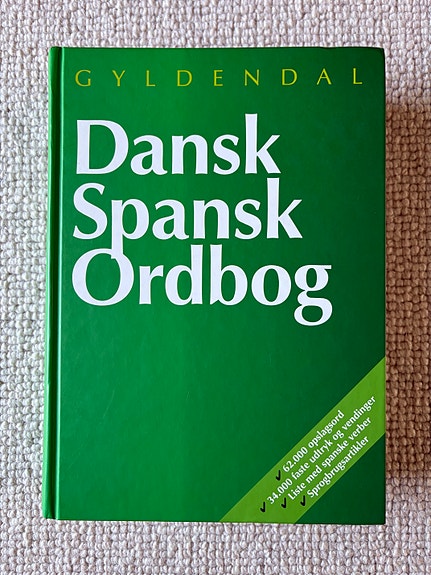 GYLDENDAL
Dansk
Spansk
Ordbog
✓ 62.000 opslagsord
✓ 34.000 faste udtryk og vendinger
✓ Liste med spanske verber
✓ Sprogbrugsartikler